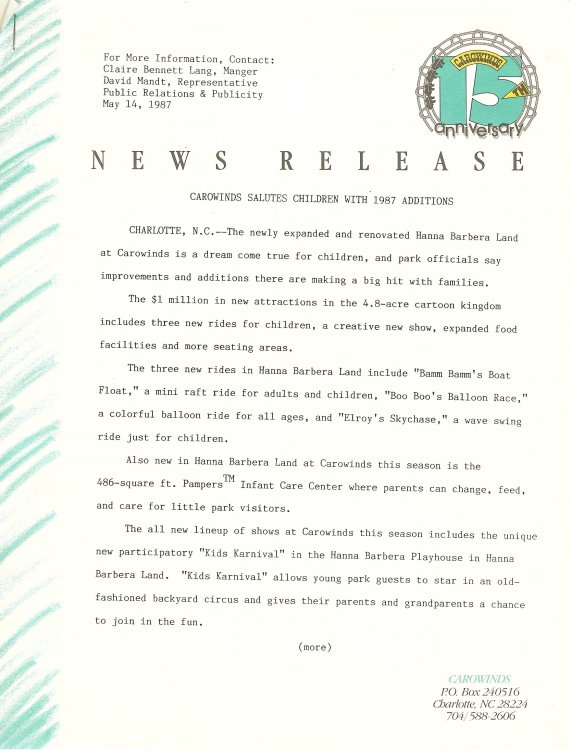 For More Information, Contact:
Claire Bennett Lang, Manger
David Mandt, Representative
Public Relations & Publicity
May 14, 1987
CAROWINDS
15TH
anniversary
NEWS RELEASE
CAROWINDS SALUTES CHILDREN WITH 1987 ADDITIONS
CHARLOTTE, N.C.--The newly expanded and renovated Hanna Barbera Land
at Carowinds is a dream come true for children, and park officials say
improvements and additions there are making a big hit with families.
The $1 million in new attractions in the 4.8-acre cartoon kingdom
includes three new rides for children, a creative new show, expanded food
facilities and more seating areas.
The three new rides in Hanna Barbera Land include "Bamm Bamm's Boat
Float," a mini raft ride for adults and children, "Boo Boo's Balloon Race,"
a colorful balloon ride for all ages, and "Elroy's Skychase," a wave swing
ride just for children.
Also new in Hanna Barbera Land at Carowinds this season is the
486-square ft. Pampers™ Infant Care Center where parents can change, feed,
and care for little park visitors.
The all new lineup of shows at Carowinds this season includes the unique
new participatory "Kids Karnival" in the Hanna Barbera Playhouse in Hanna
Barbera Land.  "Kids Karnival" allows young park guests to star in an old-
fashioned backyard circus and gives their parents and grandparents a chance
to join in the fun.
(more)
CAROWINDS
P.O. Box 240516
Charlotte, NC 28224
704/588-2606